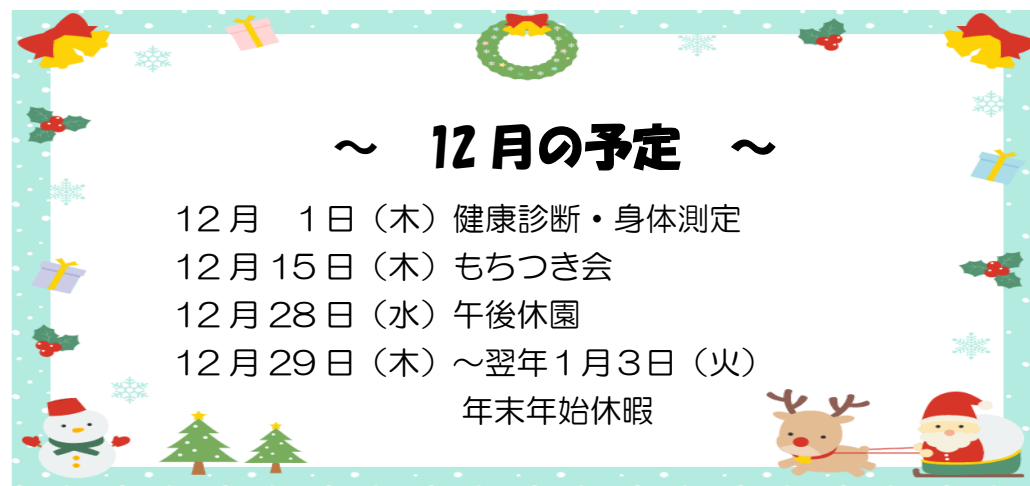 ～　12月の予定　～
12月　1日（木）健康診断・身体測定
12月15日（木）もちつき会
12月28日（水）午後休園
12月29日（木）～翌年1月3日（火）
年末年始休暇